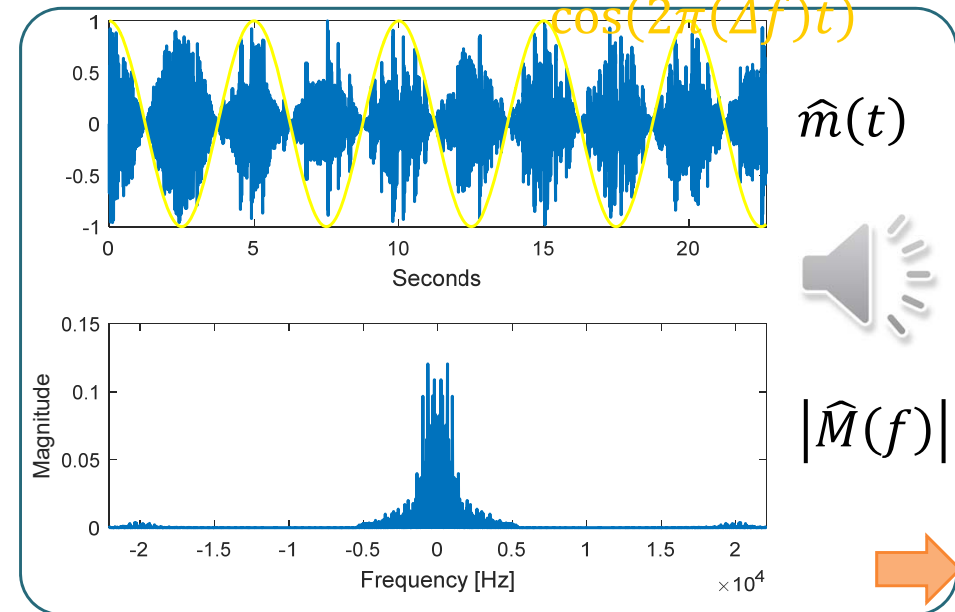 cos(2π(Δf)t)
1
0.5
0
-0.5
-1
0 5 10 15 20
Seconds
m̂(t)
0.15
0.1
0.05
0
Magnitude
-2 -1.5 -1 -0.5 0 0.5 1 1.5 2
Frequency [Hz]
×10⁴
|M̂(f)|